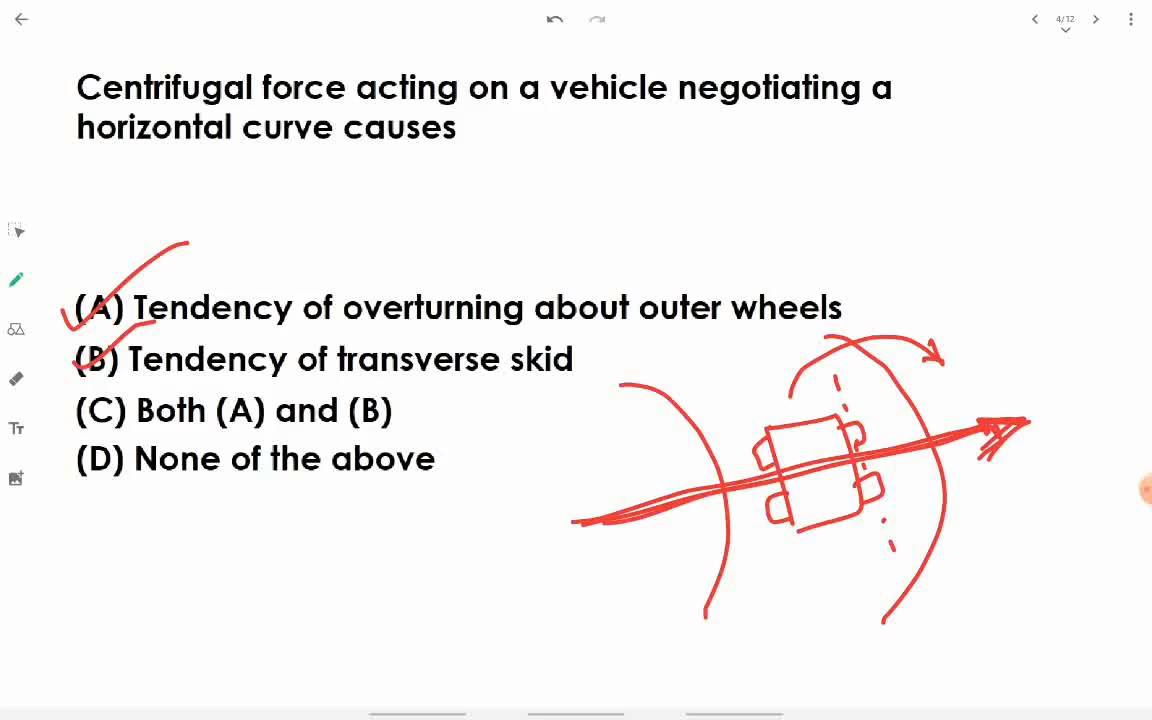 4/12
Centrifugal force acting on a vehicle negotiating a
horizontal curve causes
(A) Tendency of overturning about outer wheels
(B) Tendency of transverse skid
(C) Both (A) and (B)
(D) None of the above
Tт